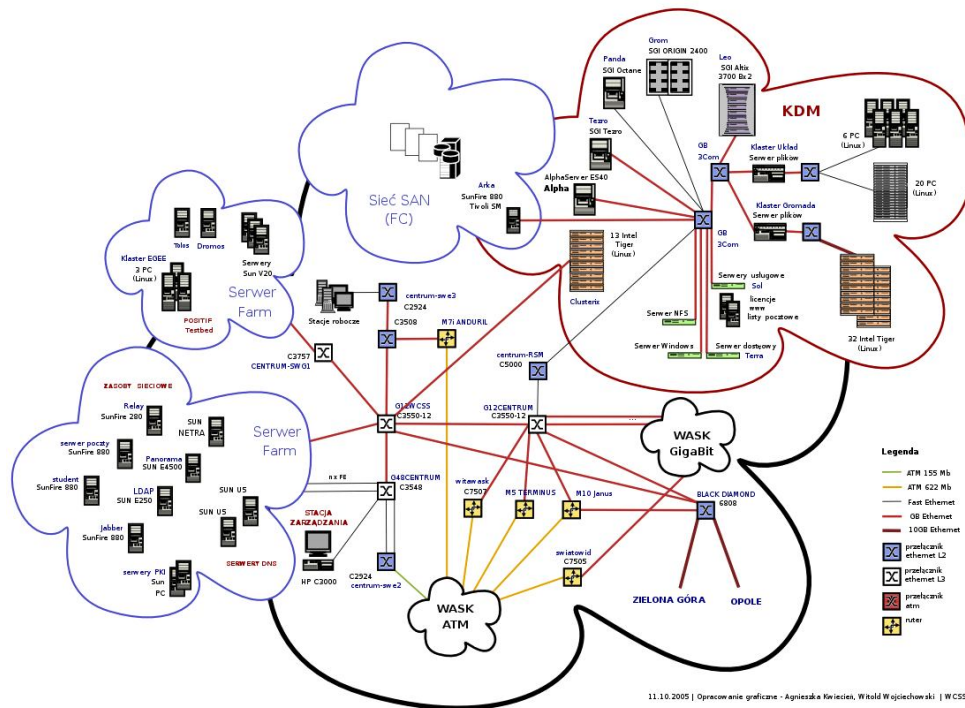 Grom
SGI ORIGIN 2400
Panda
SGI Octane
Leo
SGI Altix
3700 Bx2
KDM
Tezro
SGI Tezro
6 PC
(Linux)
GB
3Com
Klaster Układ
Serwer plików
AlphaServer ES40
Alpha
20 PC
(Linux)
Sieć SAN
(FC)
Arka
SunFire 880
Tivoli SM
Klaster Gromada
Serwer plików
GB
3Com
13 Intel
Tiger
(Linux)
Clusterix
Serwery usługowe
Sol
licencje
www
listy pocztowe
Serwer NFS
Serwer Windows
Serwer dostępowy
Terra
32 Intel Tiger
(Linux)
Tolos
Dromos
Serwery
Sun V20
Klaster EGEE
3 PC
(Linux)
POSITIF
Testbed
Serwer
Farm
Stacje robocze
centrum-swe3
C2924
C3508
M7i ANDURIL
C3757
CENTRUM-SWG1
centrum-RSM
C5000
G12WCSS
C3550-12
G12CENTRUM
C3550-12
...
WASK
GigaBit
ZASOBY SIECIOWE
Relay
SunFire 280
SUN
NETRA
serwer poczty
SunFire 880
Panorama
SUN E4500
student
SunFire 880
LDAP
SUN E250
SUN U5
SUN U5
Jabber
SunFire 880
serwery PKI
Sun
PC
SERWERY DNS
Serwer
Farm
n x FE
G48CENTRUM
C3548
STACJA
ZARZĄDZANIA
HP C3000
C2924
centrum-swe2
witawask
C7507
M5 TERMINUS
M10 Janus
BLACK DIAMOND
6808
swiatowid
C7505
WASK
ATM
ZIELONA GÓRA
OPOLE
Legenda
ATM 155 Mb
ATM 622 Mb
Fast Ethernet
GB Ethernet
10GB Ethernet
przełącznik
ethernet L2
przełącznik
ethernet L3
przełącznik
atm
ruter
11.10.2005 | Opracowanie graficzne - Agnieszka Kwiecień, Witold Wojciechowski | WCSS